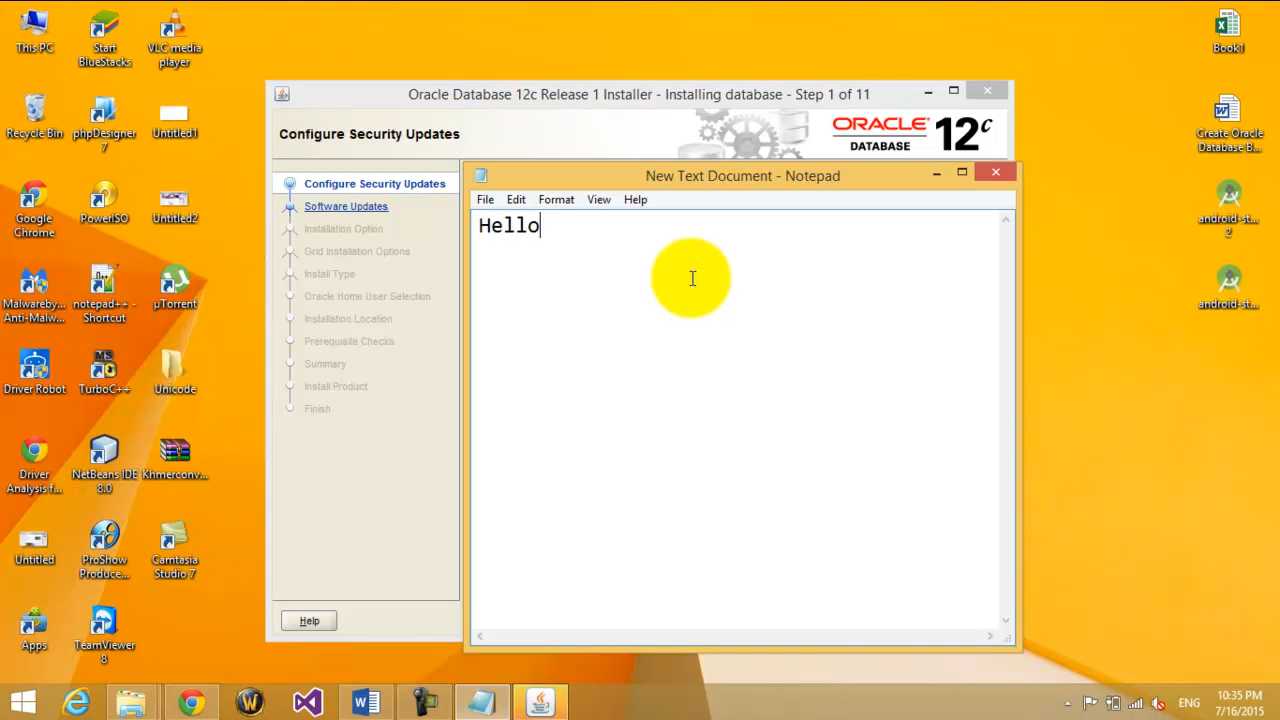 This PC
Start
BlueStacks
VLC media
player
Recycle Bin
phpDesigner
7
Untitled1
Google
Chrome
PowerISO
Untitled2
Malwareby...
Anti-Malw...
notepad++ -
Shortcut
µTorrent
Driver Robot
MS
TurboC++
Unicode
Driver
Analysis f...
NetBeans IDE
8.0
Khmerconv...
Untitled
ProShow
Produce...
Camtasia
Studio 7
Apps
TeamViewer
8
Book1
Create Oracle
Database B...
android-st...
2
android-st...
Oracle Database 12c Release 1 Installer - Installing database - Step 1 of 11
Configure Security Updates
ORACLE
DATABASE
12c
Configure Security Updates
Software Updates
Installation Option
Grid Installation Options
Install Type
Oracle Home User Selection
Installation Location
Prerequisite Checks
Summary
Install Product
Finish
Help
New Text Document - Notepad
File Edit Format View Help
Hello
ENG
10:35 PM
7/16/2015